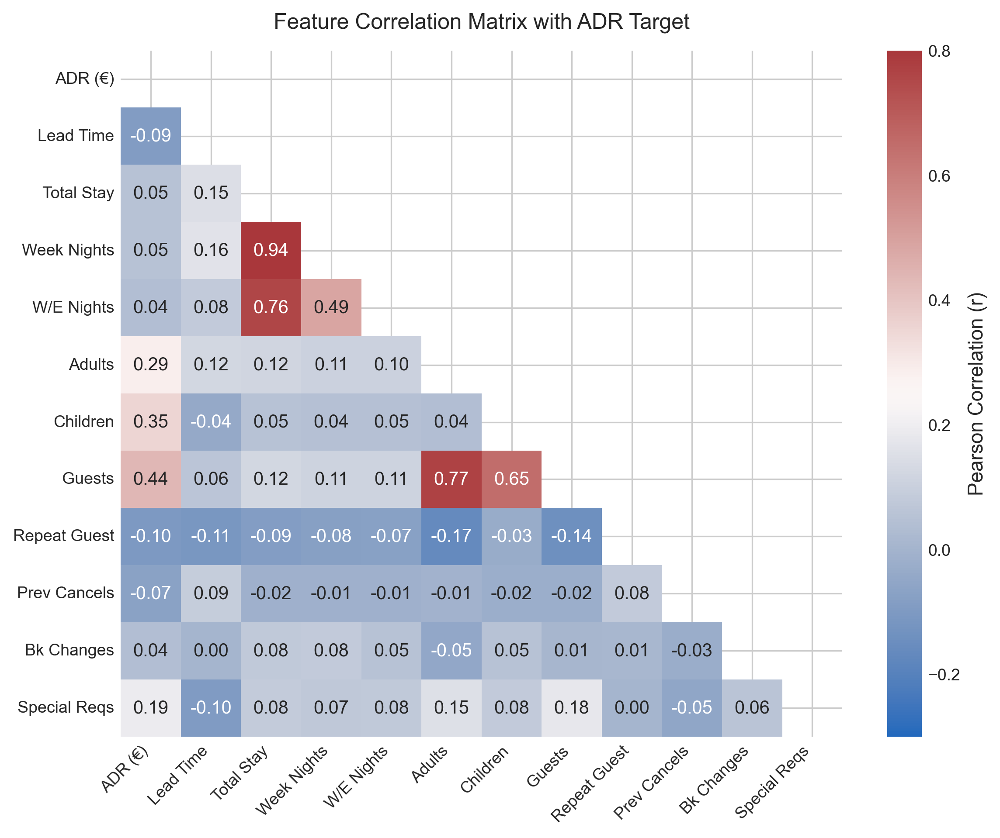 Feature Correlation Matrix with ADR Target
ADR (€)
Lead Time -0.09
Total Stay 0.05 0.15
Week Nights 0.05 0.16 0.94
W/E Nights 0.04 0.08 0.76 0.49
Adults 0.29 0.12 0.12 0.11 0.10
Children 0.35 -0.04 0.05 0.04 0.05 0.04
Guests 0.44 0.06 0.12 0.11 0.11 0.77 0.65
Repeat Guest -0.10 -0.11 -0.09 -0.08 -0.07 -0.17 -0.03 -0.14
Prev Cancels -0.07 0.09 -0.02 -0.01 -0.01 -0.01 -0.02 -0.02 0.08
Bk Changes 0.04 0.00 0.08 0.08 0.05 -0.05 0.05 0.01 0.01 -0.03
Special Reqs 0.19 -0.10 0.08 0.07 0.08 0.15 0.08 0.18 0.00 -0.05 0.06
ADR (€) Lead Time Total Stay Week Nights W/E Nights Adults Children Guests Repeat Guest Prev Cancels Bk Changes Special Reqs
0.8
0.6
0.4
0.2
0.0
−0.2
Pearson Correlation (r)